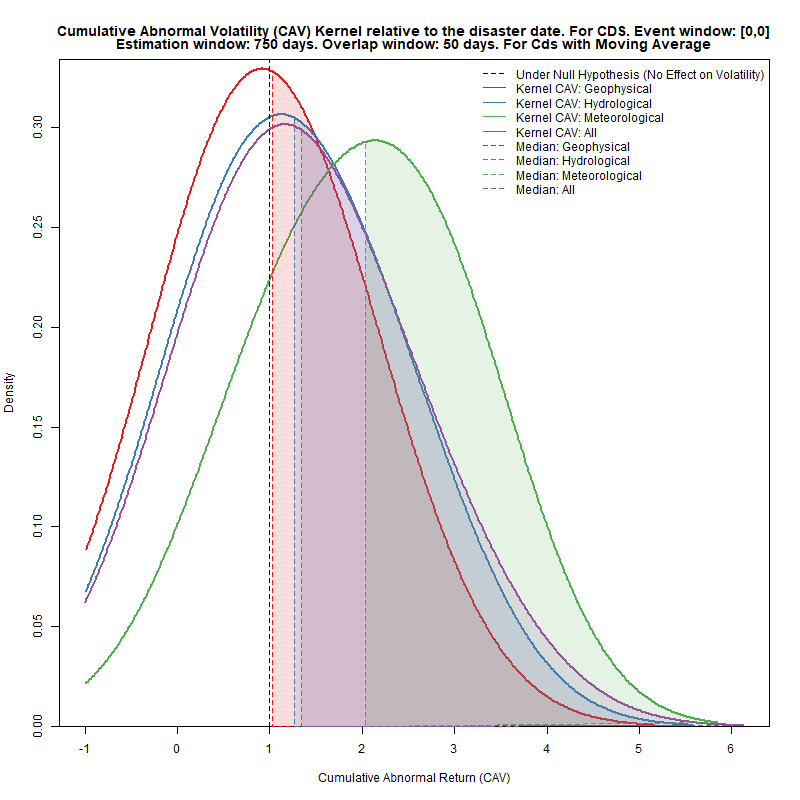 Cumulative Abnormal Volatility (CAV) Kernel relative to the disaster date. For CDS. Event window: [0,0]
Estimation window: 750 days. Overlap window: 50 days. For Cds with Moving Average
Under Null Hypothesis (No Effect on Volatility)
Kernel CAV: Geophysical
Kernel CAV: Hydrological
Kernel CAV: Meteorological
Kernel CAV: All
Median: Geophysical
Median: Hydrological
Median: Meteorological
Median: All
Density
0.30
0.25
0.20
0.15
0.10
0.05
0.00
-1 0 1 2 3 4 5 6
Cumulative Abnormal Return (CAV)